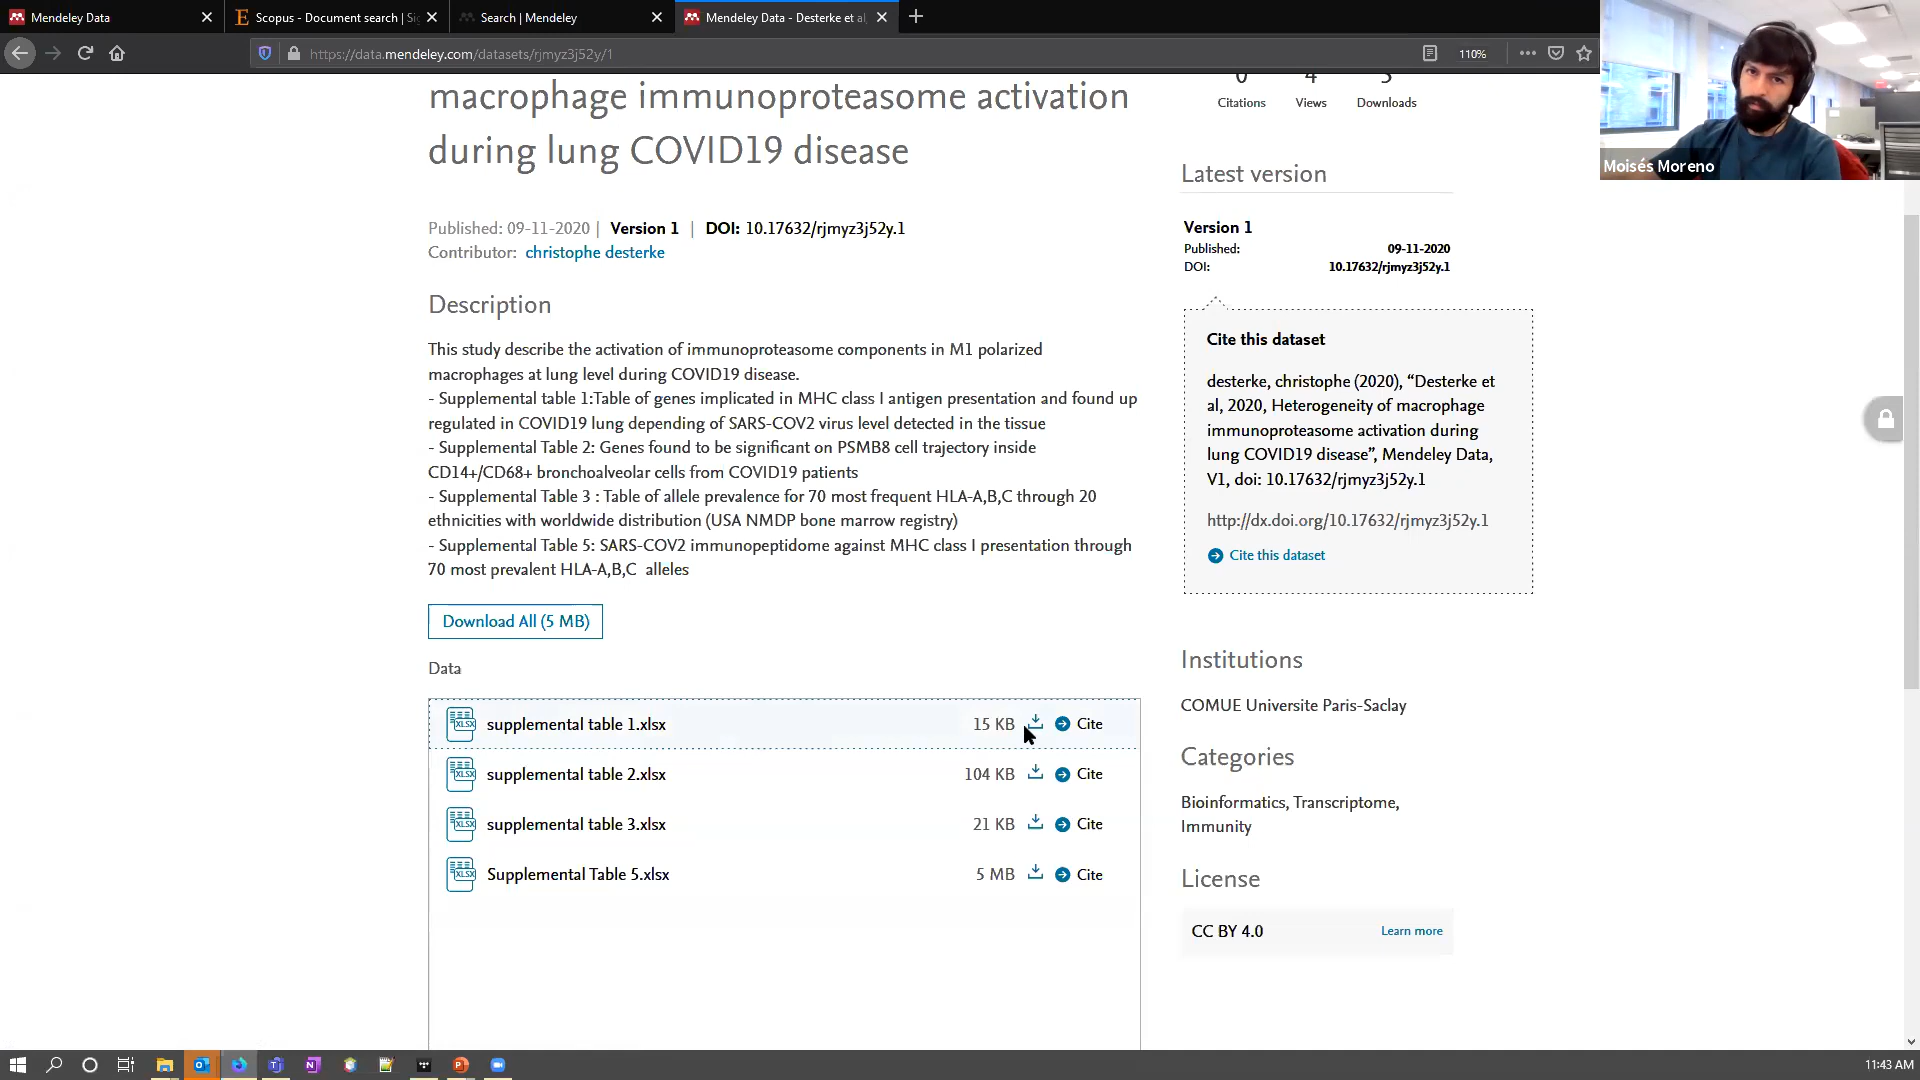 Mendeley Data
Scopus - Document search | Si
Search | Mendeley
Mendeley Data - Desterke et al
https://data.mendeley.com/datasets/rjmyz3j52y/1
110%
macrophage immunoproteasome activation
during lung COVID19 disease
Published: 09-11-2020 | Version 1 | DOI: 10.17632/rjmyz3j52y.1
Contributor: christophe desterke
Description
This study describe the activation of immunoproteasome components in M1 polarized
macrophages at lung level during COVID19 disease.
- Supplemental table 1:Table of genes implicated in MHC class I antigen presentation and found up
regulated in COVID19 lung depending of SARS-COV2 virus level detected in the tissue
- Supplemental Table 2: Genes found to be significant on PSMB8 cell trajectory inside
CD14+/CD68+ bronchoalveolar cells from COVID19 patients
- Supplemental Table 3 : Table of allele prevalence for 70 most frequent HLA-A,B,C through 20
ethnicities with worldwide distribution (USA NMDP bone marrow registry)
- Supplemental Table 5: SARS-COV2 immunopeptidome against MHC class I presentation through
70 most prevalent HLA-A,B,C alleles
Download All (5 MB)
Data
XLSX supplemental table 1.xlsx 15 KB Cite
XLSX supplemental table 2.xlsx 104 KB Cite
XLSX supplemental table 3.xlsx 21 KB Cite
XLSX Supplemental Table 5.xlsx 5 MB Cite
0 4 3
Citations Views Downloads
Latest version
Version 1
Published: 09-11-2020
DOI: 10.17632/rjmyz3j52y.1
Cite this dataset
desterke, christophe (2020), “Desterke et
al, 2020, Heterogeneity of macrophage
immunoproteasome activation during
lung COVID19 disease”, Mendeley Data,
V1, doi: 10.17632/rjmyz3j52y.1
http://dx.doi.org/10.17632/rjmyz3j52y.1
Cite this dataset
Institutions
COMUE Universite Paris-Saclay
Categories
Bioinformatics, Transcriptome,
Immunity
License
CC BY 4.0 Learn more
Moisés Moreno
11:43 AM